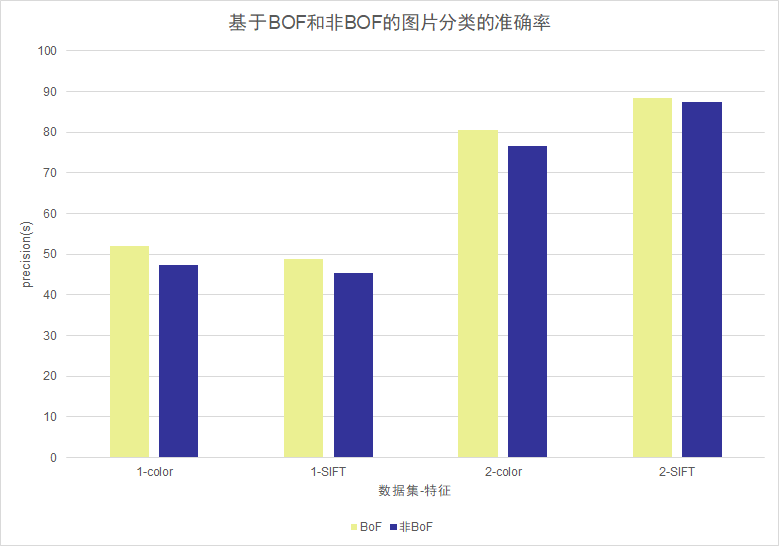 基于BOF和非BOF的图片分类的准确率
100
90
80
70
60
50
40
30
20
10
0
precision(s)
1-color
1-SIFT
2-color
2-SIFT
数据集-特征
BoF
非BoF